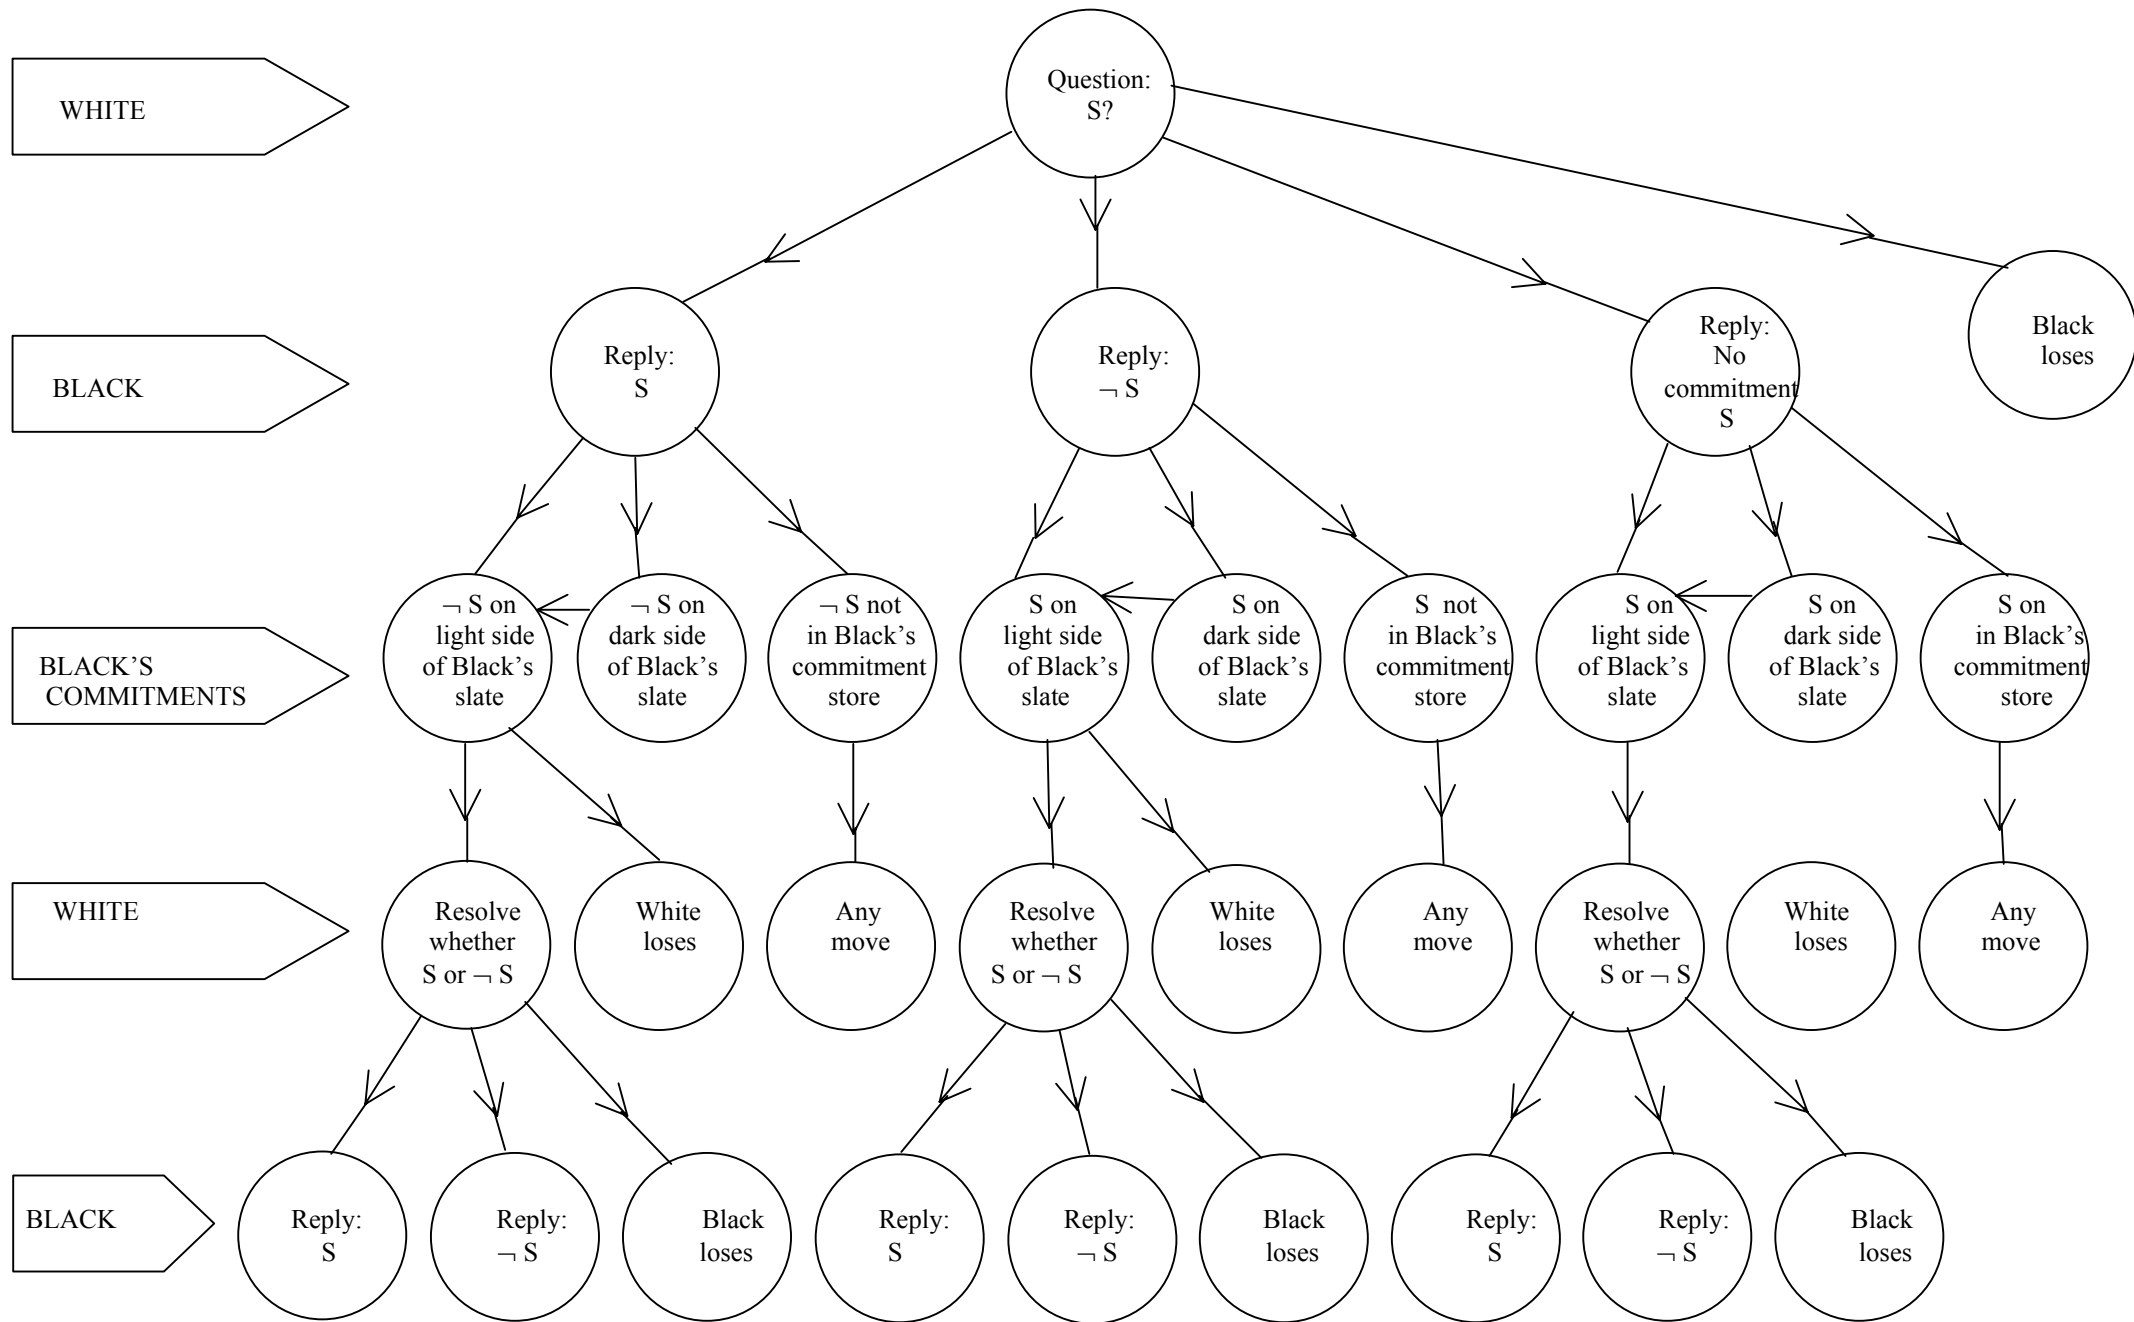 Question:
S?
WHITE
Reply:
S
Reply:
¬ S
Reply:
No
commitment
S
Black
loses
BLACK
¬ S on
light side
of Black’s
slate
¬ S on
dark side
of Black’s
slate
¬ S not
in Black’s
commitment
store
S on
light side
of Black’s
slate
S on
dark side
of Black’s
slate
S not
in Black’s
commitment
store
S on
light side
of Black’s
slate
S on
dark side
of Black’s
slate
S on
in Black’s
commitment
store
BLACK’S
COMMITMENTS
WHITE
Resolve
whether
S or ¬ S
White
loses
Any
move
Resolve
whether
S or ¬ S
White
loses
Any
move
Resolve
whether
S or ¬ S
White
loses
Any
move
BLACK
Reply:
S
Reply:
¬ S
Black
loses
Reply:
S
Reply:
¬ S
Black
loses
Reply:
S
Reply:
¬ S
Black
loses